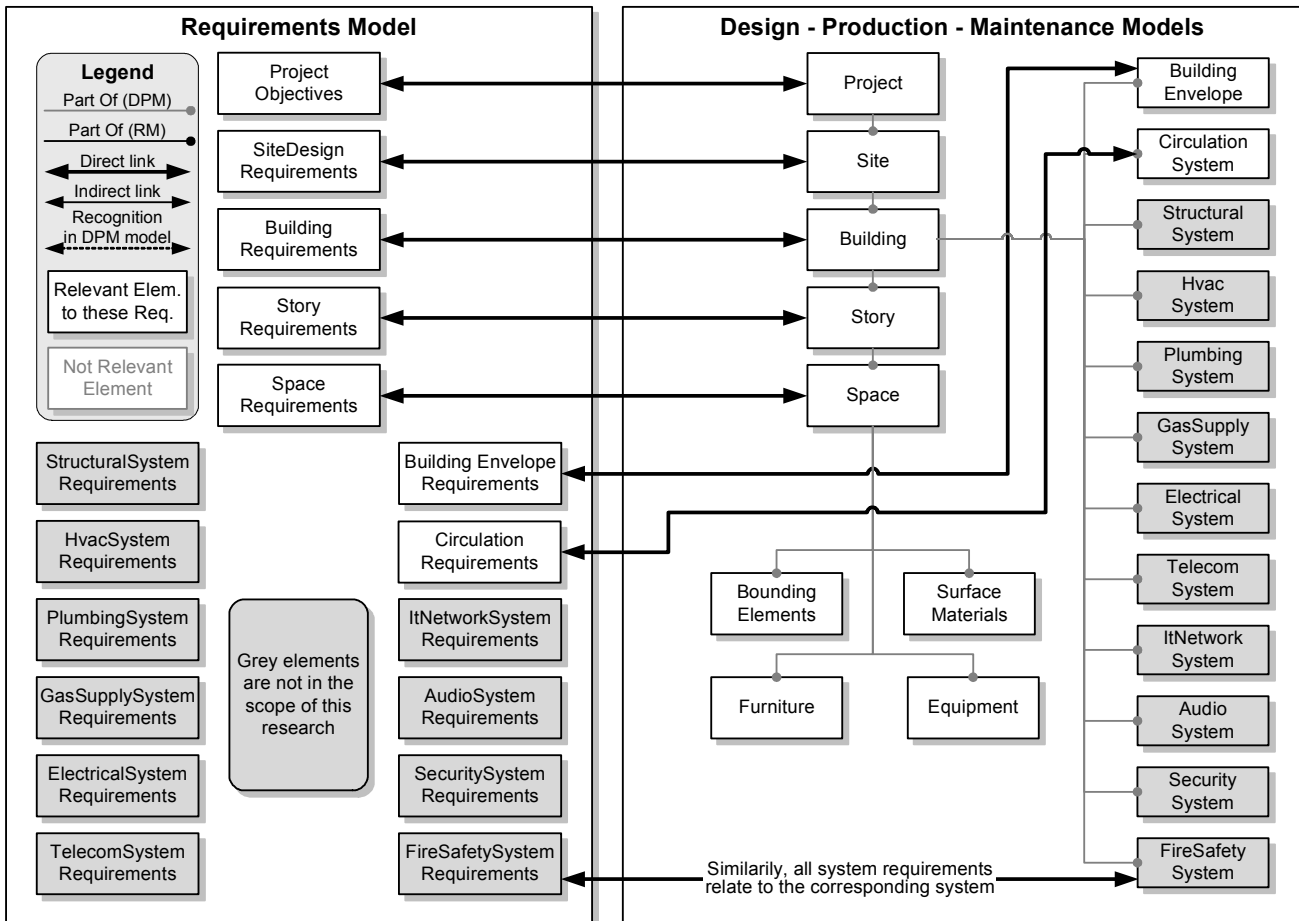 Requirements Model
Legend
Part Of (DPM)
Part Of (RM)
Direct link
Indirect link
Recognition
in DPM model
Relevant Elem.
to these Req.
Not Relevant
Element
Project
Objectives
SiteDesign
Requirements
Building
Requirements
Story
Requirements
Space
Requirements
StructuralSystem
Requirements
HvacSystem
Requirements
PlumbingSystem
Requirements
GasSupplySystem
Requirements
ElectricalSystem
Requirements
TelecomSystem
Requirements
Grey elements
are not in the
scope of this
research
Building Envelope
Requirements
Circulation
Requirements
ItNetworkSystem
Requirements
AudioSystem
Requirements
SecuritySystem
Requirements
FireSafetySystem
Requirements
Design - Production - Maintenance Models
Project
Site
Building
Story
Space
Bounding
Elements
Surface
Materials
Furniture
Equipment
Similarily, all system requirements
relate to the corresponding system
Building
Envelope
Circulation
System
Structural
System
Hvac
System
Plumbing
System
GasSupply
System
Electrical
System
Telecom
System
ItNetwork
System
Audio
System
Security
System
FireSafety
System